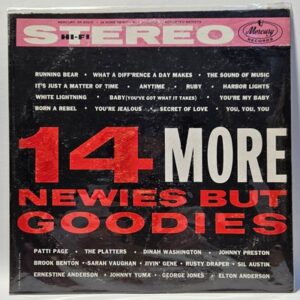 STEREO
HI-FI
Mercury
RECORDS
RUNNING BEAR • WHAT A DIFF'RENCE A DAY MAKES • THE SOUND OF MUSIC
IT'S JUST A MATTER OF TIME • ANYTIME • RUBY • HARBOR LIGHTS
WHITE LIGHTNING • BABY (YOU'VE GOT WHAT IT TAKES) • YOU'RE MY BABY
BORN A REBEL • YOU'RE JEALOUS • SECRET OF LOVE • YOU, YOU, YOU
14 MORE
NEWIES BUT
GOODIES
PATTI PAGE • THE PLATTERS • DINAH WASHINGTON • JOHNNY PRESTON
BROOK BENTON • SARAH VAUGHAN • JIVIN' GENE • RUSTY DRAPER • SIL AUSTIN
ERNESTINE ANDERSON • JOHNNY YUMA • GEORGE JONES • ELTON ANDERSON